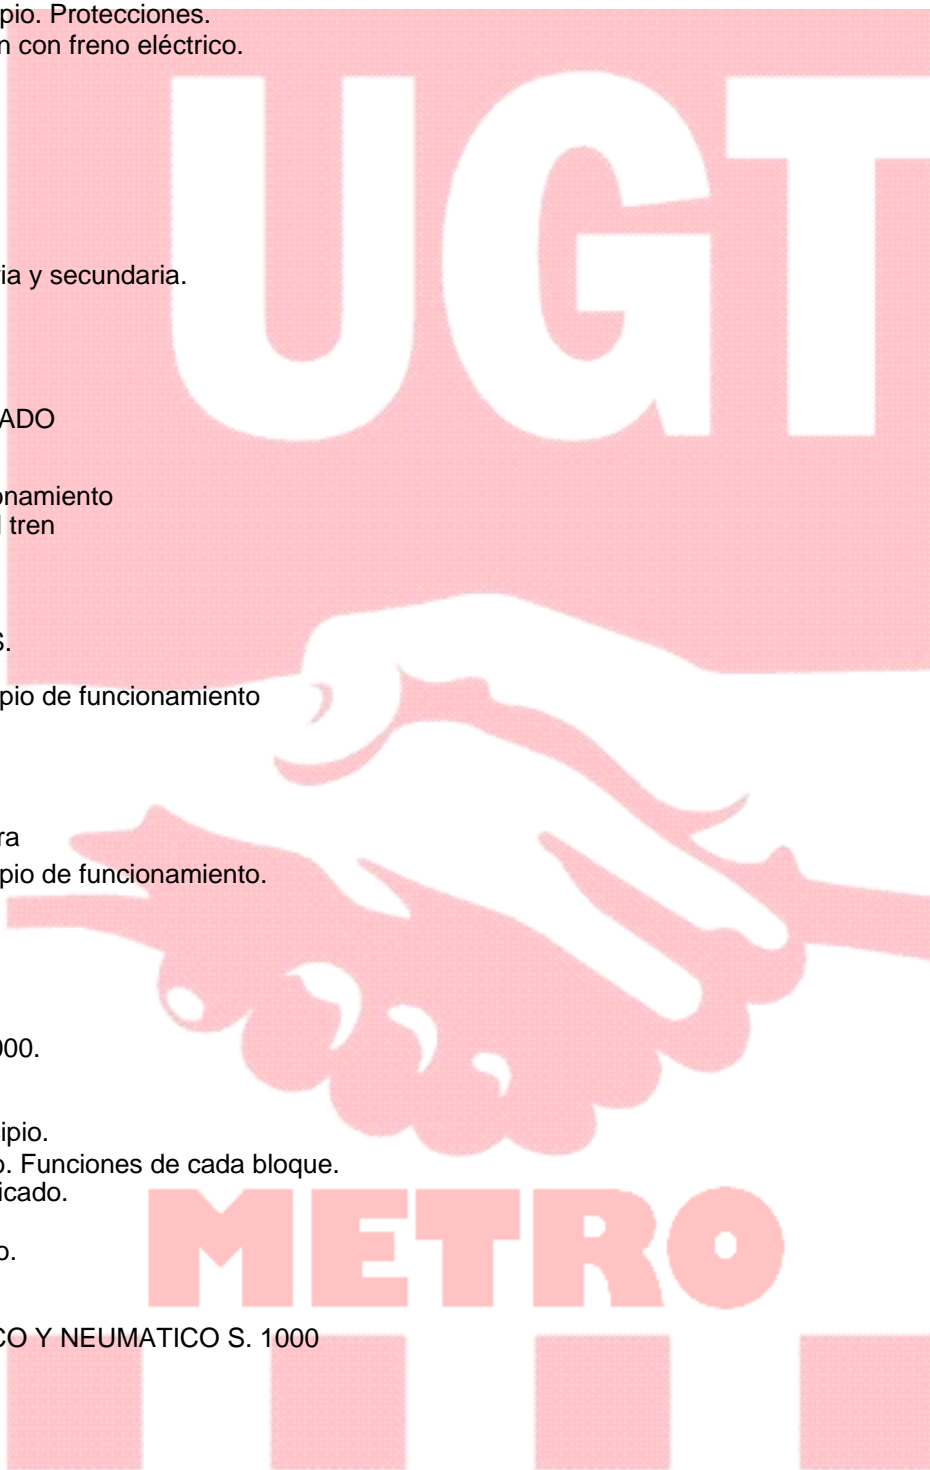 pio. Protecciones.
n con freno eléctrico.
UGT
ia y secundaria.
ADO
onamiento
l tren
S.
pio de funcionamiento
ra
pio de funcionamiento.
000.
ipio.
o. Funciones de cada bloque.
icado.
METRO
o.
CO Y NEUMATICO S. 1000